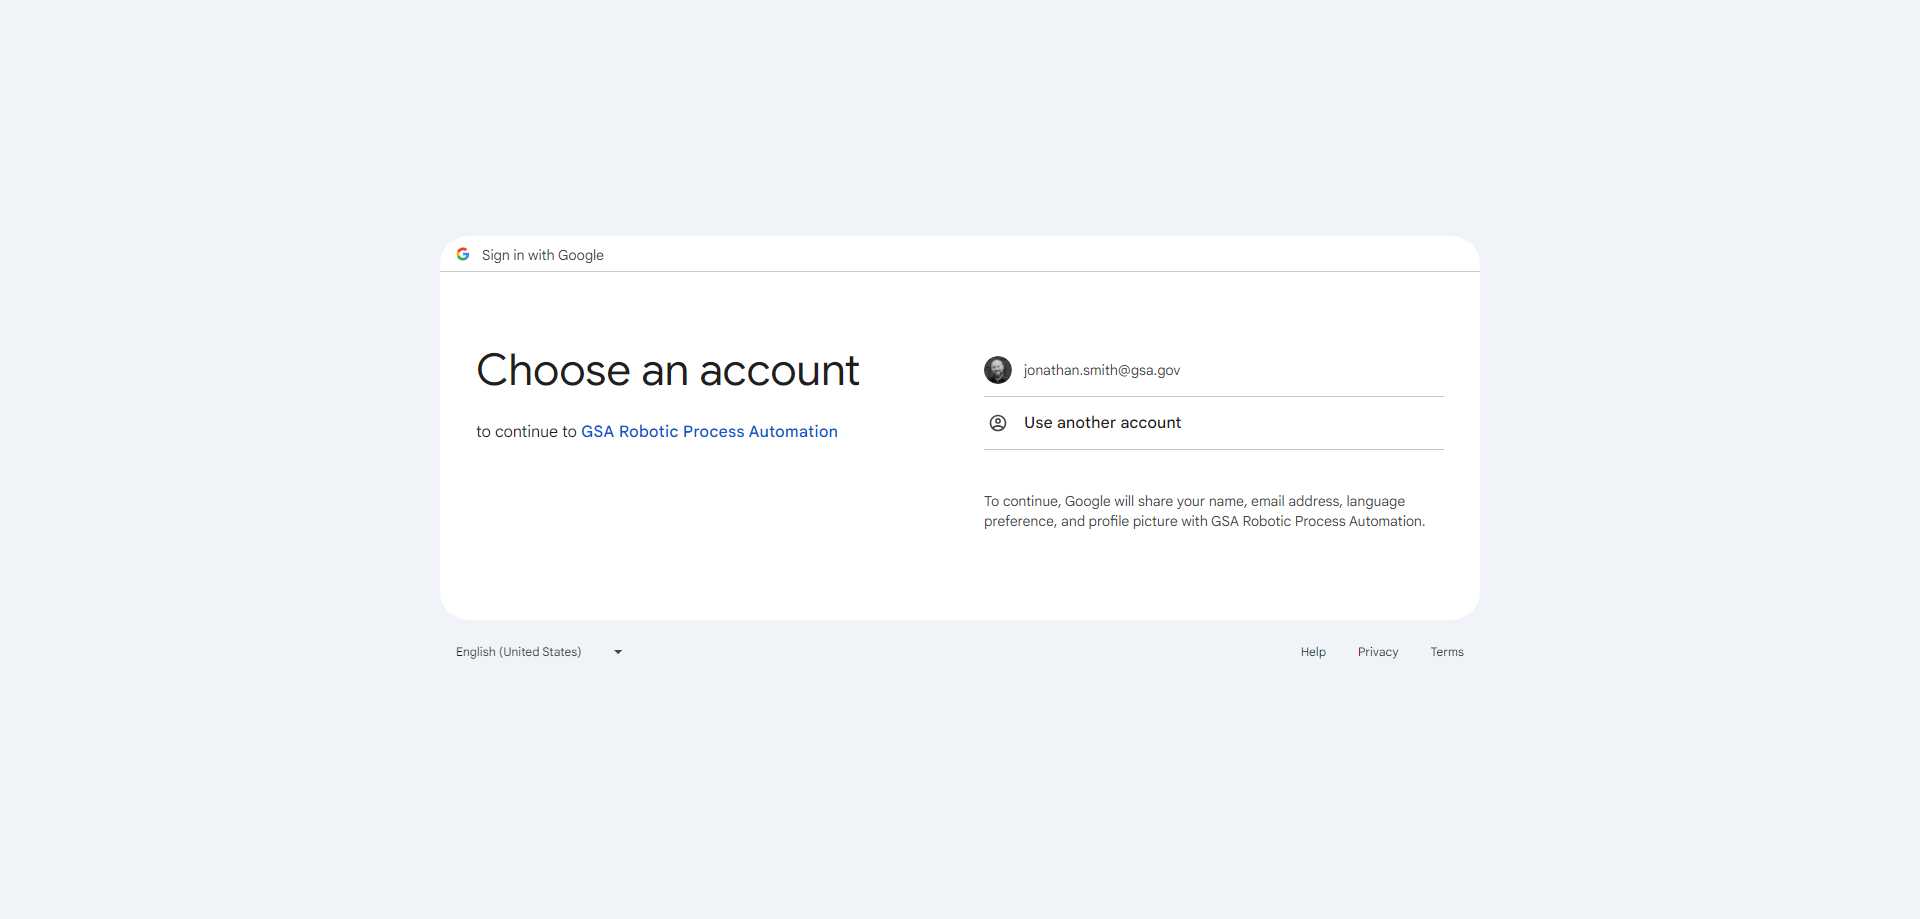 Sign in with Google
Choose an account
to continue to GSA Robotic Process Automation
jonathan.smith@gsa.gov
Use another account
To continue, Google will share your name, email address, language
preference, and profile picture with GSA Robotic Process Automation.
English (United States)
Help
Privacy
Terms